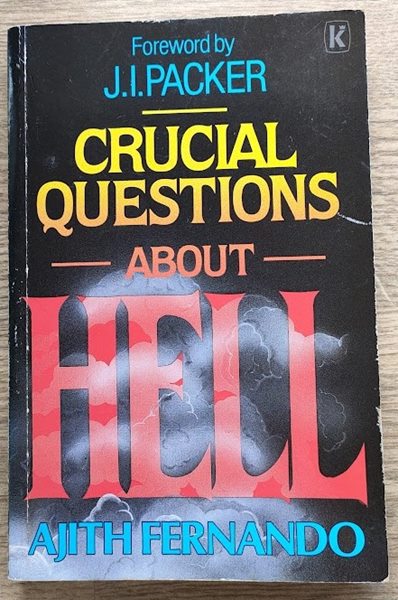 Foreword by
K
J.I. PACKER
CRUCIAL
QUESTIONS
ABOUT
HELL
AJITH FERNANDO